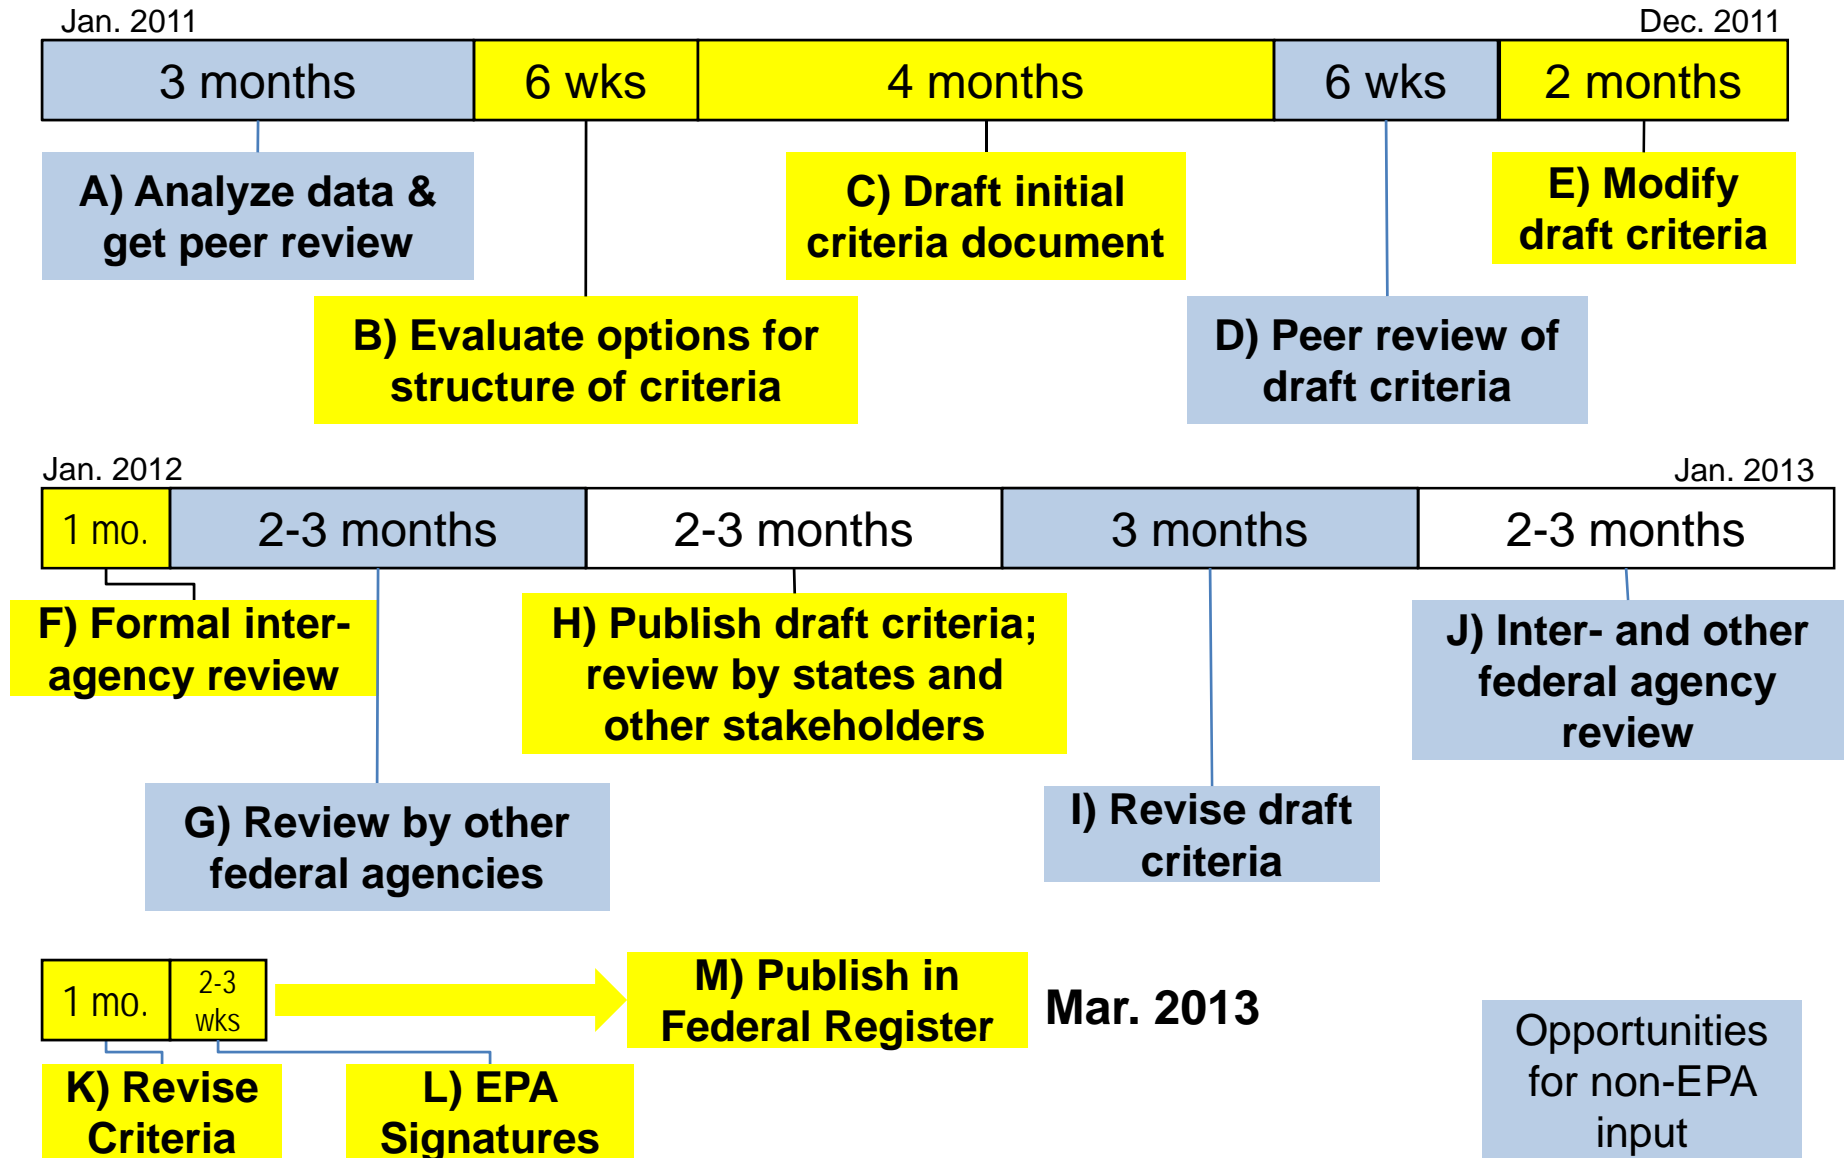 Jan. 2011
Dec. 2011
3 months
6 wks
4 months
6 wks
2 months
A) Analyze data &
get peer review
B) Evaluate options for
structure of criteria
C) Draft initial
criteria document
D) Peer review of
draft criteria
E) Modify
draft criteria
Jan. 2012
Jan. 2013
1 mo.
2-3 months
2-3 months
3 months
2-3 months
F) Formal inter-
agency review
G) Review by other
federal agencies
H) Publish draft criteria;
review by states and
other stakeholders
I) Revise draft
criteria
J) Inter- and other
federal agency
review
1 mo.
2-3
wks
K) Revise
Criteria
L) EPA
Signatures
M) Publish in
Federal Register
Mar. 2013
Opportunities
for non-EPA
input